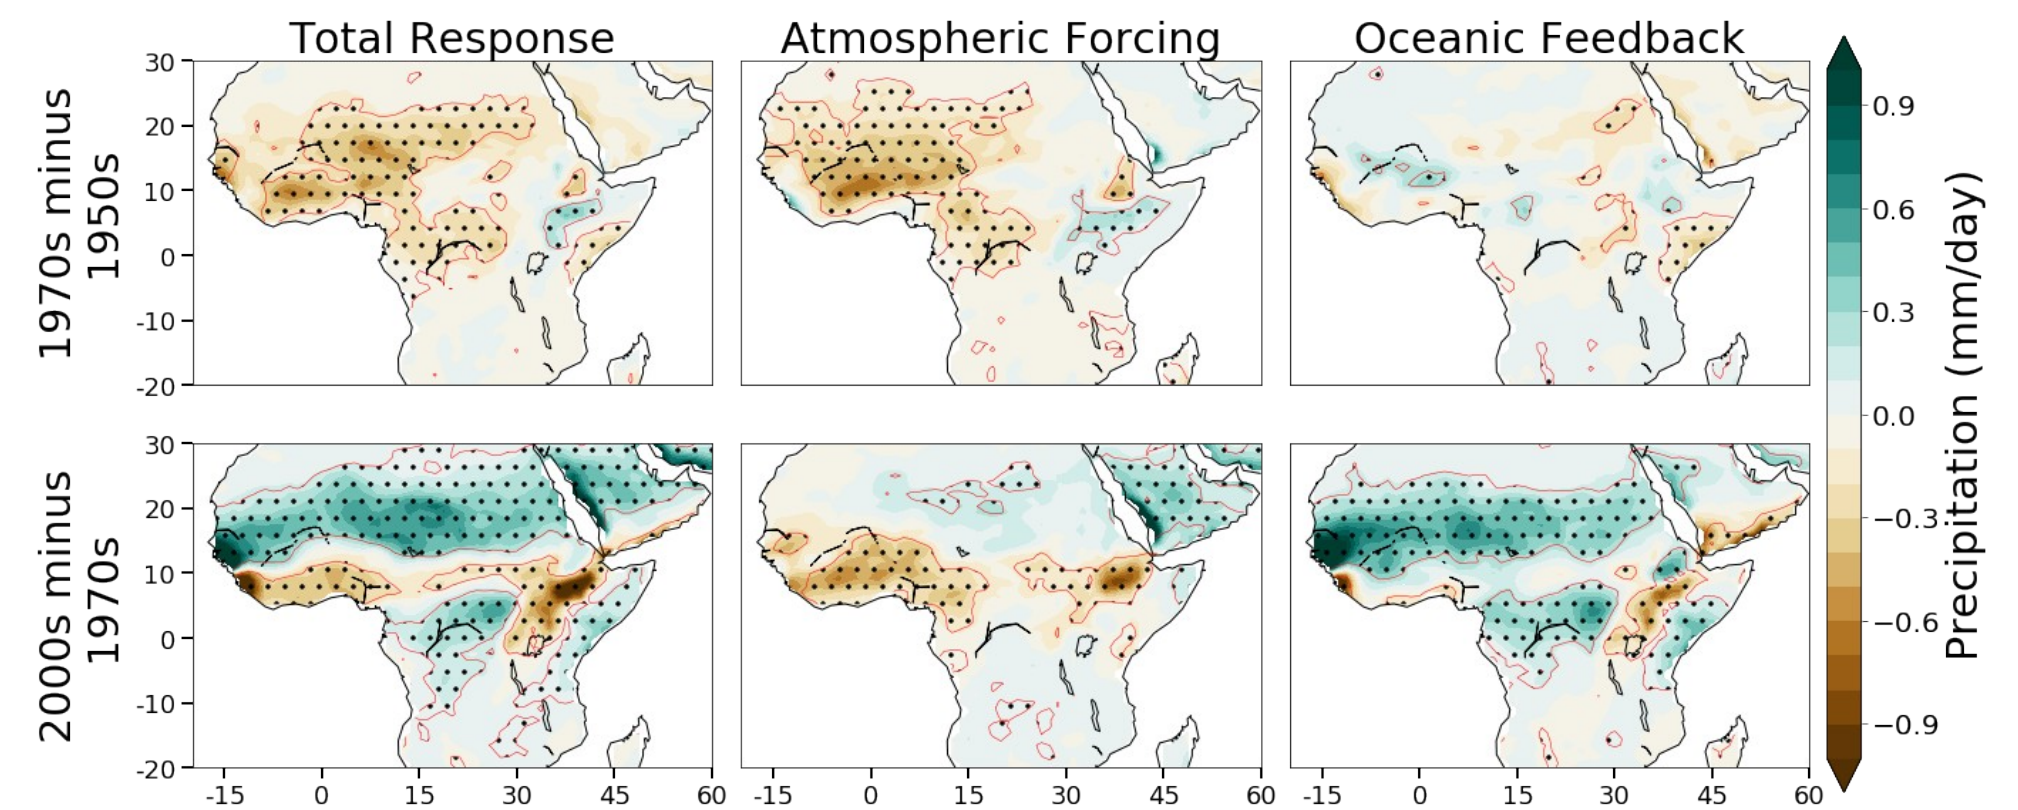 Total Response Atmospheric Forcing Oceanic Feedback
1970s minus
1950s
30
20
10
0
-10
-20
2000s minus
1970s
30
20
10
0
-10
-20
-15 0 15 30 45 60
-15 0 15 30 45 60
-15 0 15 30 45 60
0.9
0.6
0.3
0.0
−0.3
−0.6
−0.9
Precipitation (mm/day)